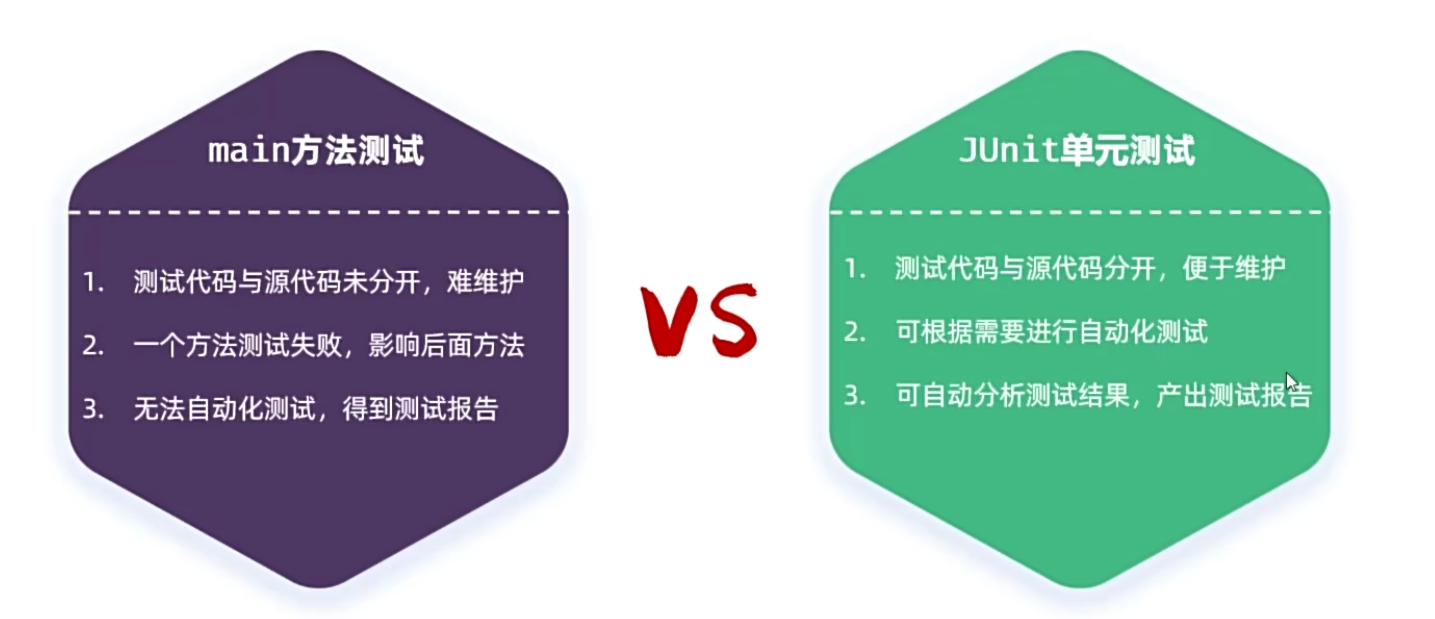 main方法测试
1. 测试代码与源代码未分开，难维护
2. 一个方法测试失败，影响后面方法
3. 无法自动化测试，得到测试报告
VS
JUnit单元测试
1. 测试代码与源代码分开，便于维护
2. 可根据需要进行自动化测试
3. 可自动分析测试结果，产出测试报告